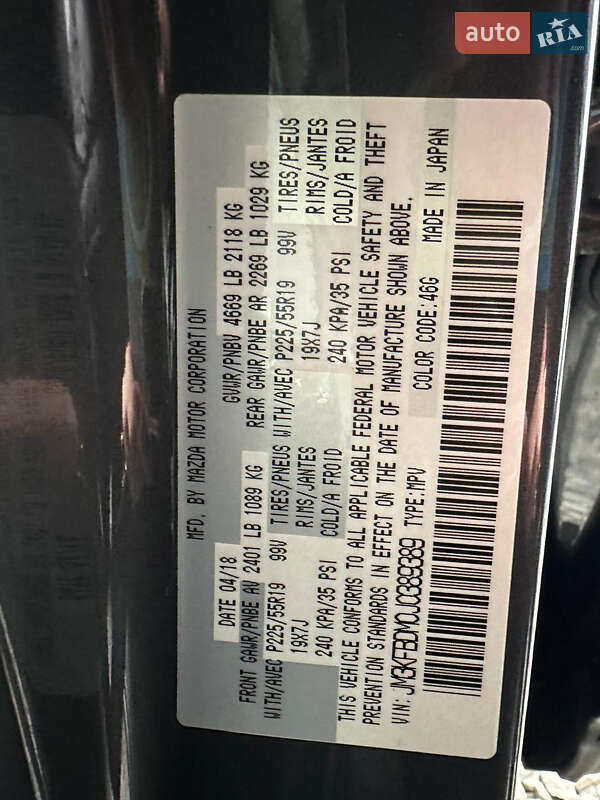 auto RIA.com
MFD. BY MAZDA MOTOR CORPORATION
DATE 04/18 GVWR/PNBV 4669 LB 2118 KG
FRONT GAWR/PNBE AV 2401 LB 1089 KG REAR GAWR/PNBE AR 2269 LB 1029 KG
WITH/AVEC P225/55R19 99V TIRES/PNEUS WITH/AVEC P225/55R19 99V TIRES/PNEUS
19X7J RIMS/JANTES 19X7J RIMS/JANTES
240 KPA/35 PSI COLD/A FROID 240 KPA/35 PSI COLD/A FROID
THIS VEHICLE CONFORMS TO ALL APPLICABLE FEDERAL MOTOR VEHICLE SAFETY AND THEFT
PREVENTION STANDARDS IN EFFECT ON THE DATE OF MANUFACTURE SHOWN ABOVE.
VIN: JM3KFBDM0J0389389 TYPE:MPV COLOR CODE:46G MADE IN JAPAN